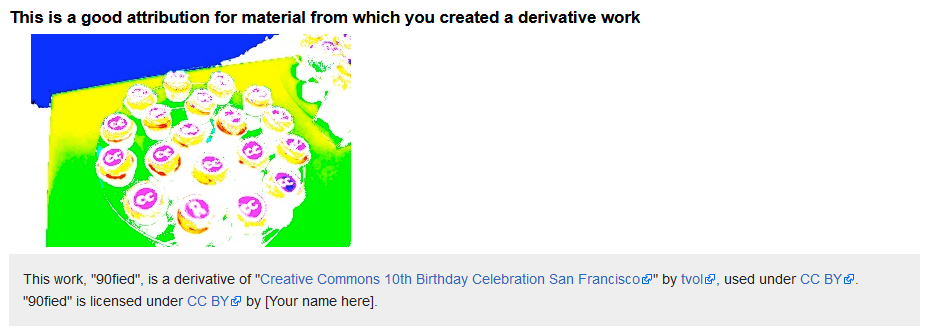 This is a good attribution for material from which you created a derivative work
This work, "90fied", is a derivative of "Creative Commons 10th Birthday Celebration San Francisco" by tvol, used under CC BY.
"90fied" is licensed under CC BY by [Your name here].